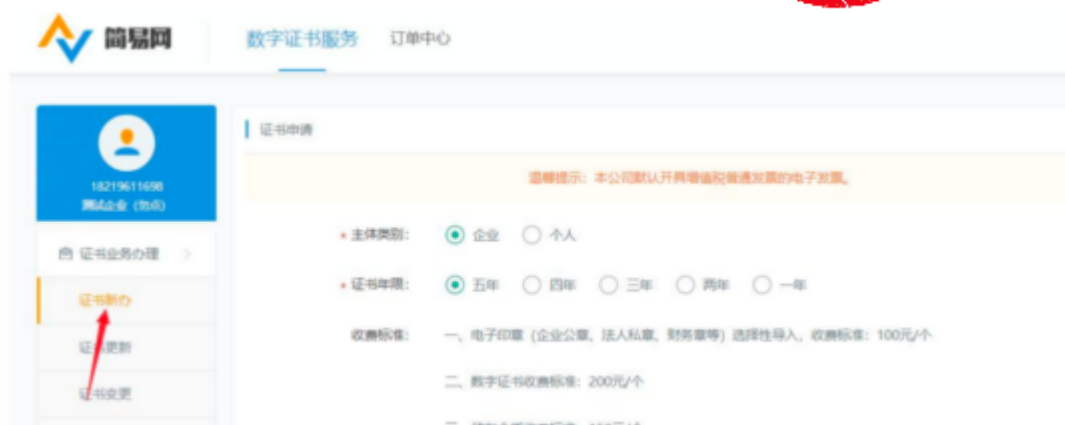 简易网
数字证书服务 订单中心
证书申请
温馨提示：本公司默认开具增值税普通发票的电子发票。
18219611698
测试企业（勿动）
* 主体类别： 企业 个人
证书业务办理 >
* 证书年限： 五年 四年 三年 两年 一年
证书新办
收费标准： 一、电子印章（企业公章、法人私章、财务章等）选择性导入，收费标准：100元/个
证书更新
二、数字证书收费标准：200元/个
证书变更